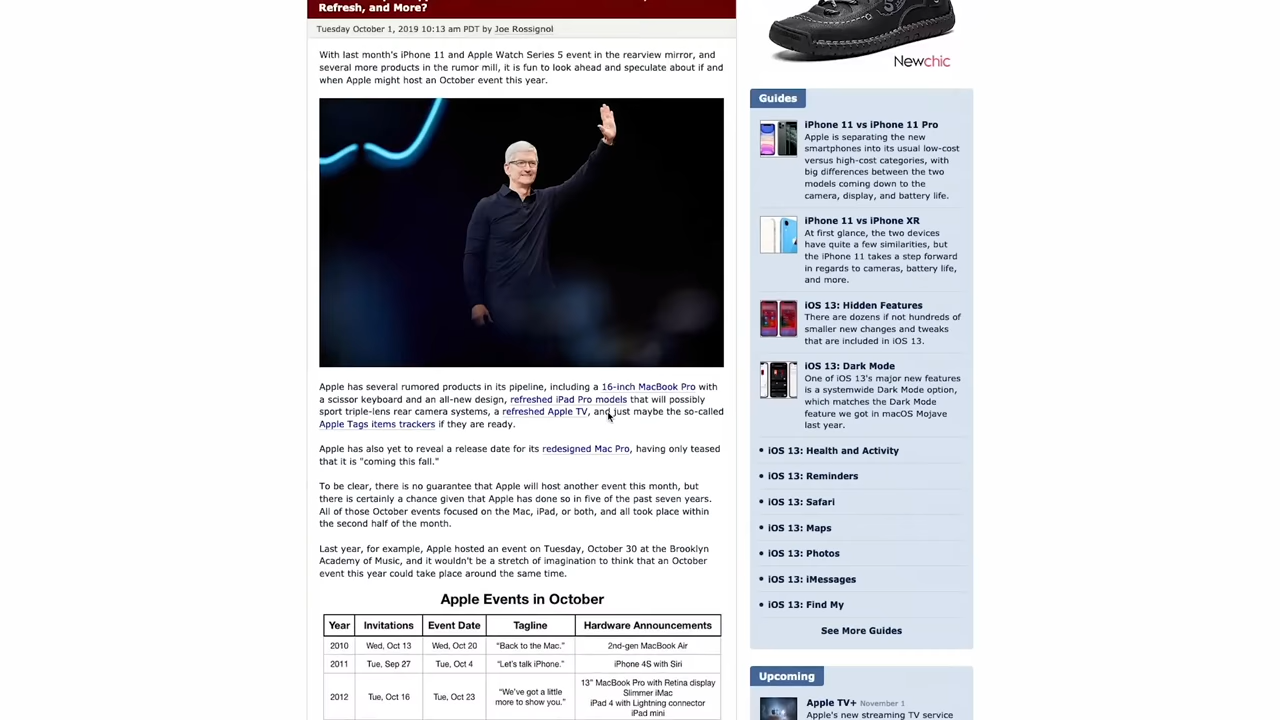 Refresh, and More?
Tuesday October 1, 2019 10:13 am PDT by Joe Rossignol
With last month's iPhone 11 and Apple Watch Series 5 event in the rearview mirror, and
several more products in the rumor mill, it is fun to look ahead and speculate about if and
when Apple might host an October event this year.
Apple has several rumored products in its pipeline, including a 16-inch MacBook Pro with
a scissor keyboard and an all-new design, refreshed iPad Pro models that will possibly
sport triple-lens rear camera systems, a refreshed Apple TV, and just maybe the so-called
Apple Tags items trackers if they are ready.
Apple has also yet to reveal a release date for its redesigned Mac Pro, having only teased
that it is "coming this fall."
To be clear, there is no guarantee that Apple will host another event this month, but
there is certainly a chance given that Apple has done so in five of the past seven years.
All of those October events focused on the Mac, iPad, or both, and all took place within
the second half of the month.
Last year, for example, Apple hosted an event on Tuesday, October 30 at the Brooklyn
Academy of Music, and it wouldn't be a stretch of imagination to think that an October
event this year could take place around the same time.
Apple Events in October
Year Invitations Event Date Tagline Hardware Announcements
2010 Wed, Oct 13 Wed, Oct 20 “Back to the Mac.” 2nd-gen MacBook Air
2011 Tue, Sep 27 Tue, Oct 4 “Let's talk iPhone.” iPhone 4S with Siri
13” MacBook Pro with Retina display
Slimmer iMac
2012 Tue, Oct 16 Tue, Oct 23 “We've got a little
more to show you.” iPad 4 with Lightning connector
iPad mini
Newchic
Guides
iPhone 11 vs iPhone 11 Pro
Apple is separating the new
smartphones into its usual low-cost
versus high-cost categories, with
big differences between the two
models coming down to the
camera, display, and battery life.
iPhone 11 vs iPhone XR
At first glance, the two devices
have quite a few similarities, but
the iPhone 11 takes a step forward
in regards to cameras, battery life,
and more.
iOS 13: Hidden Features
There are dozens if not hundreds of
smaller new changes and tweaks
that are included in iOS 13.
iOS 13: Dark Mode
One of iOS 13's major new features
is a systemwide Dark Mode option,
which matches the Dark Mode
feature we got in macOS Mojave
last year.
• iOS 13: Health and Activity
• iOS 13: Reminders
• iOS 13: Safari
• iOS 13: Maps
• iOS 13: Photos
• iOS 13: iMessages
• iOS 13: Find My
See More Guides
Upcoming
Apple TV+ November 1
Apple's new streaming TV service